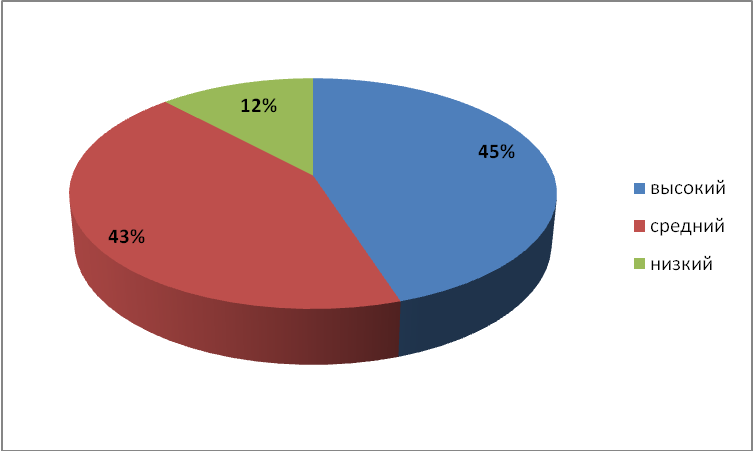 12%
45%
43%
высокий
средний
низкий